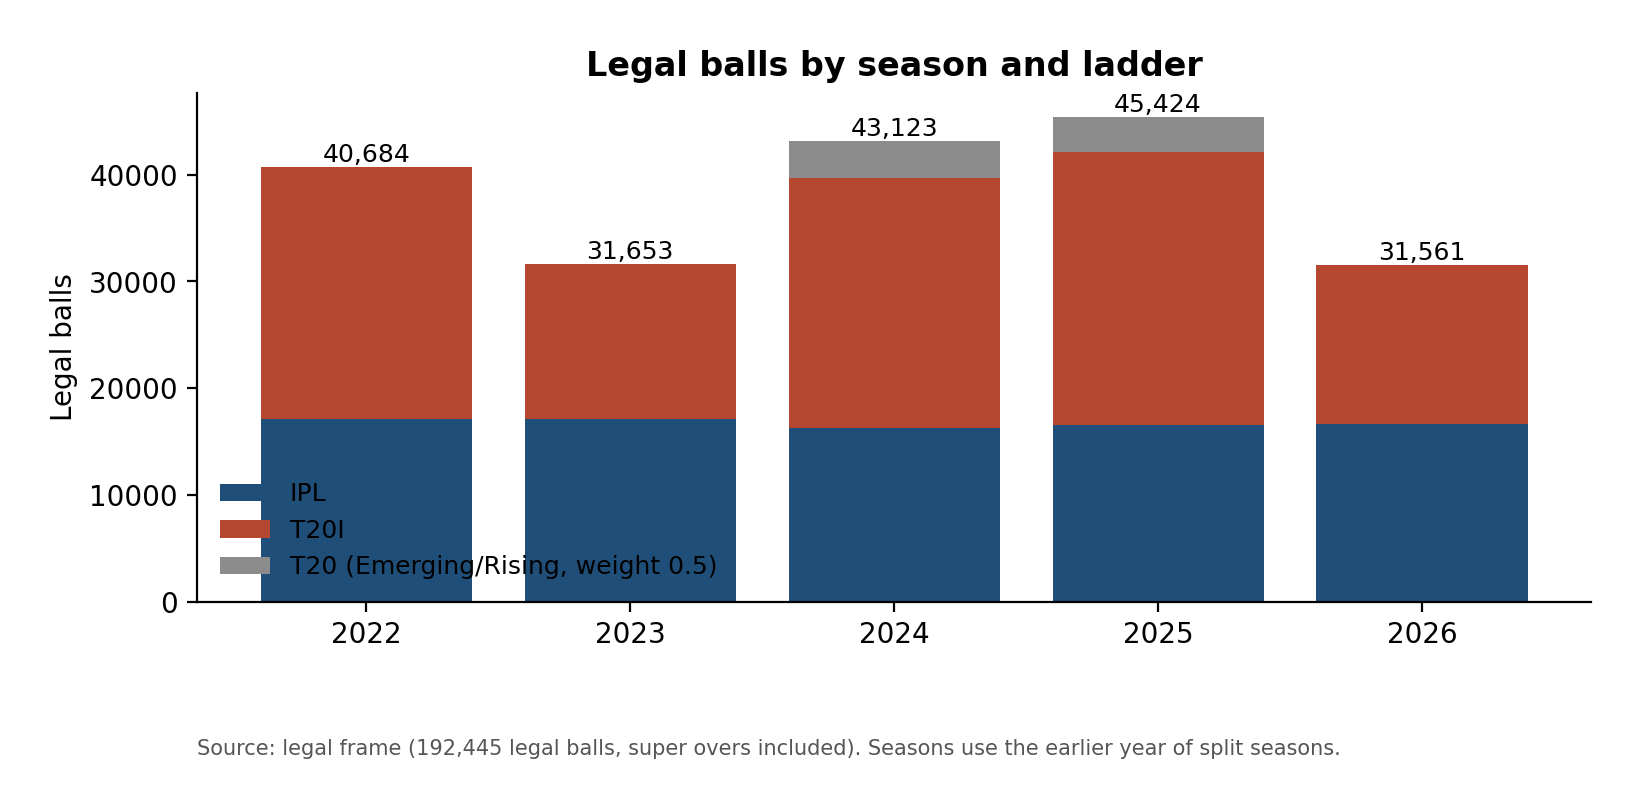 Legal balls by season and ladder
45,424
43,123
40,684
31,653
31,561
Legal balls
40000
30000
20000
10000
0
IPL
T20I
T20 (Emerging/Rising, weight 0.5)
2022 2023 2024 2025 2026
Source: legal frame (192,445 legal balls, super overs included). Seasons use the earlier year of split seasons.